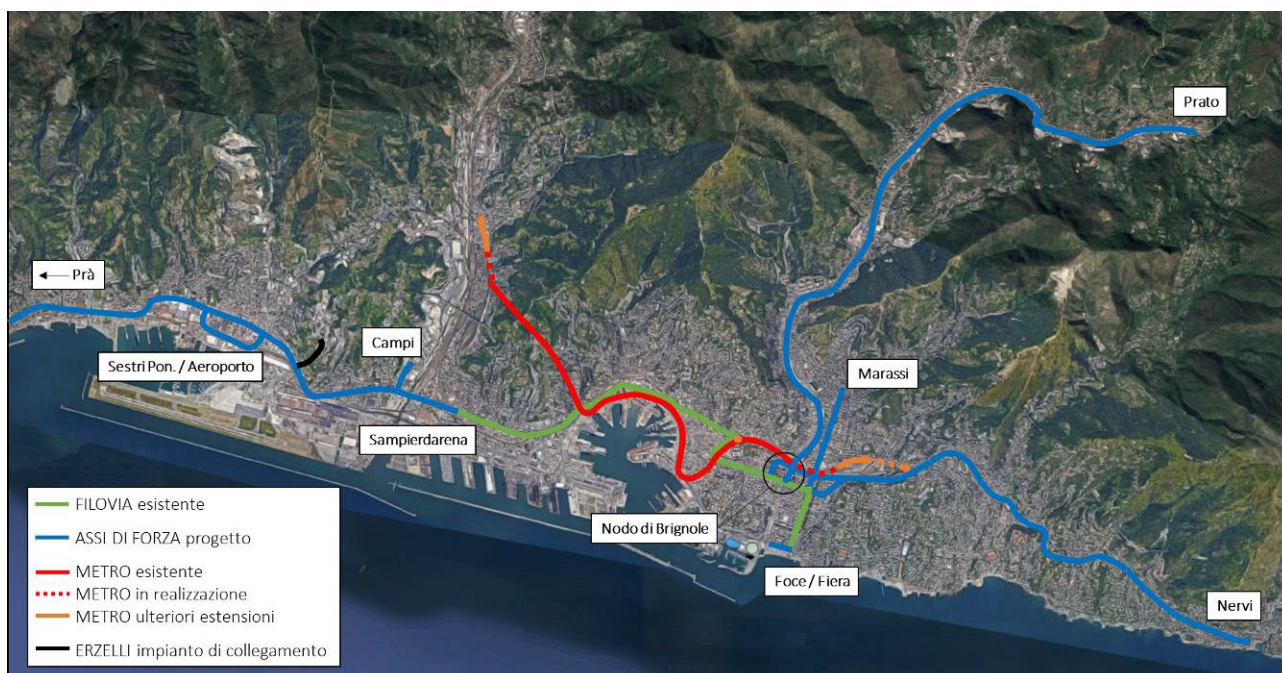 Prato
← Prà
Campi
Marassi
Sestri Pon. / Aeroporto
Sampierdarena
Nodo di Brignole
Foce / Fiera
Nervi
FILOVIA esistente
ASSI DI FORZA progetto
METRO esistente
METRO in realizzazione
METRO ulteriori estensioni
ERZELLI impianto di collegamento